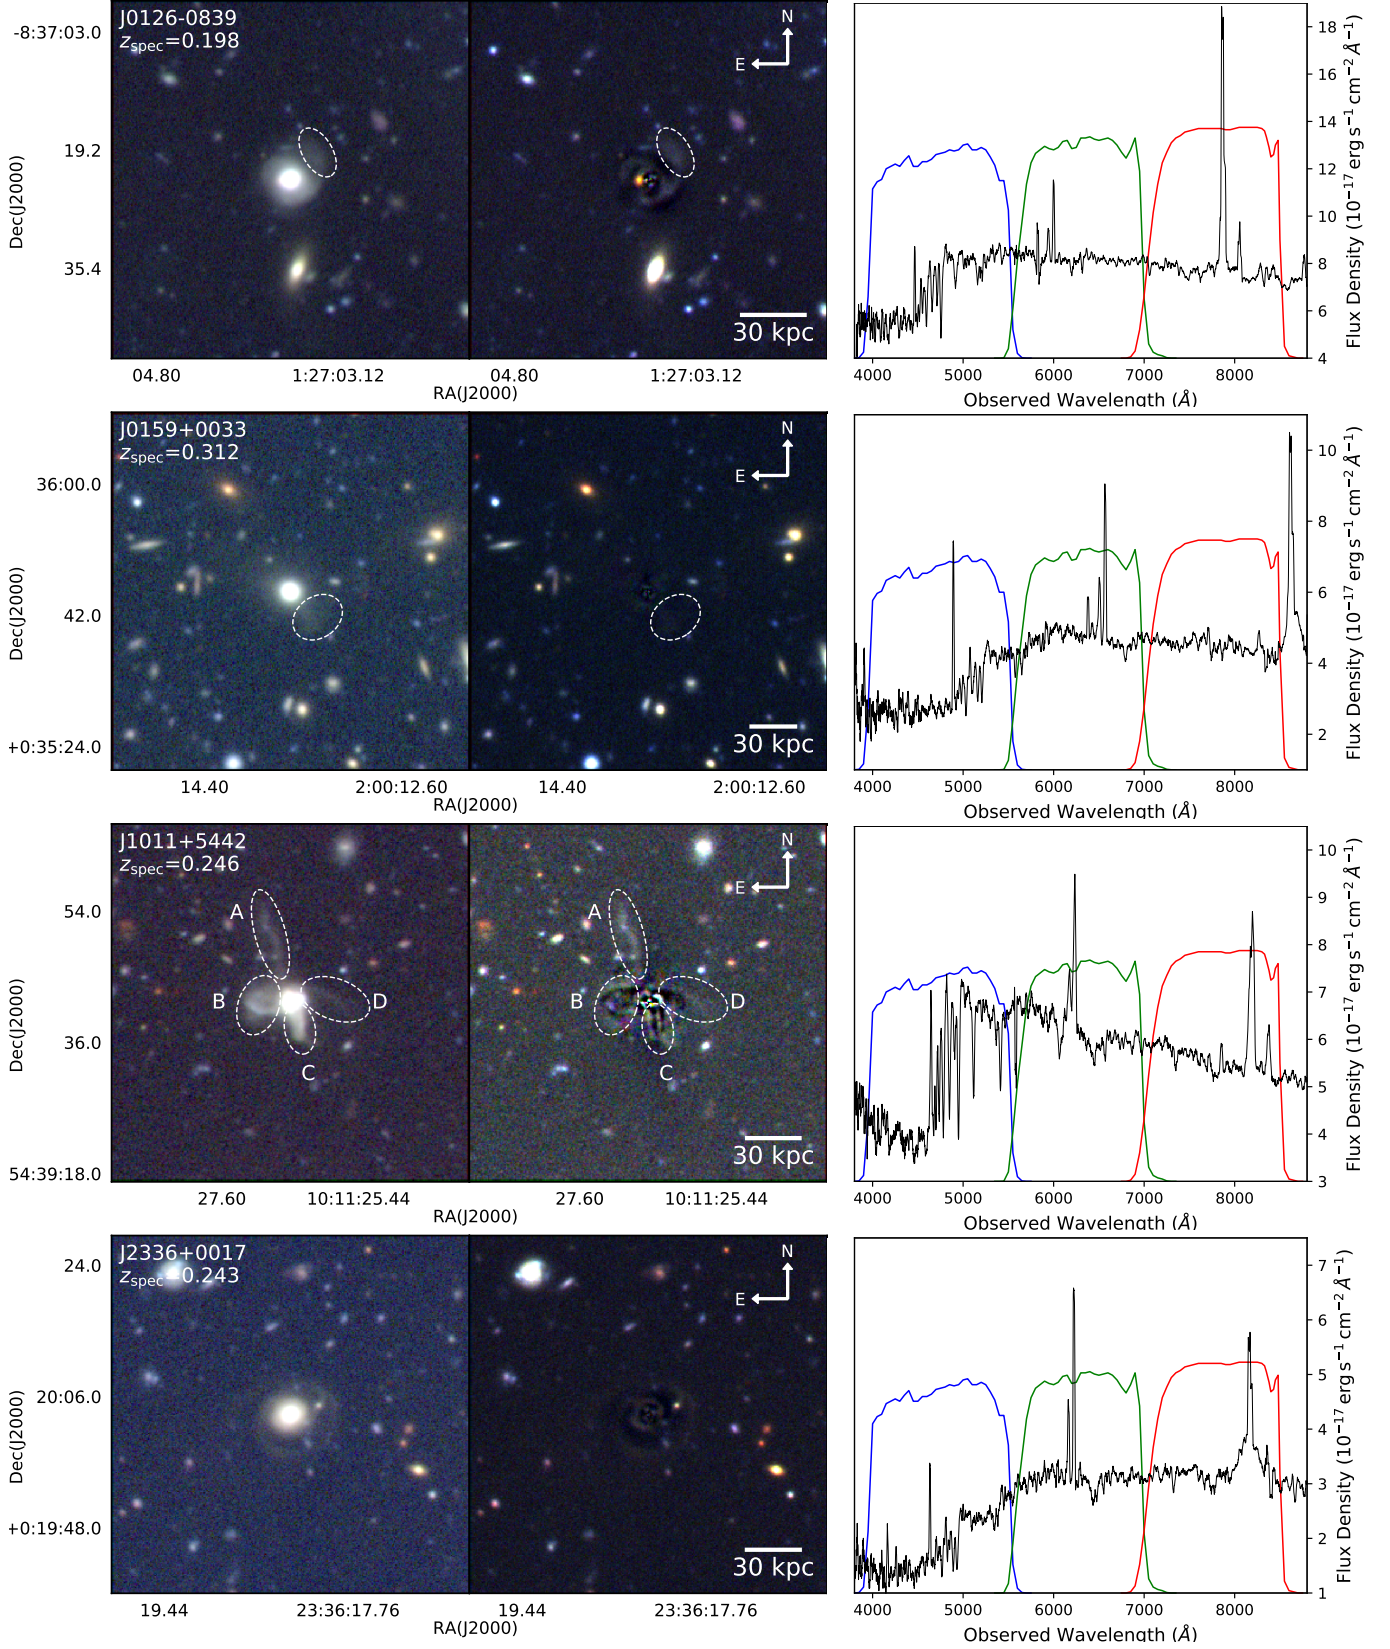 J0126-0839
z_spec=0.198
N
E
30 kpc
-8:37:03.0
19.2
35.4
Dec(J2000)
04.80 1:27:03.12 04.80 1:27:03.12
RA(J2000)
18
16
14
12
10
8
6
4
Flux Density (10⁻¹⁷ erg s⁻¹ cm⁻² Å⁻¹)
4000 5000 6000 7000 8000
Observed Wavelength (Å)
J0159+0033
z_spec=0.312
N
E
30 kpc
36:00.0
42.0
+0:35:24.0
Dec(J2000)
14.40 2:00:12.60 14.40 2:00:12.60
RA(J2000)
10
8
6
4
2
Flux Density (10⁻¹⁷ erg s⁻¹ cm⁻² Å⁻¹)
4000 5000 6000 7000 8000
Observed Wavelength (Å)
J1011+5442
z_spec=0.246
N
E
A
B
C
D
A
B
C
D
30 kpc
54.0
36.0
54:39:18.0
Dec(J2000)
27.60 10:11:25.44 27.60 10:11:25.44
RA(J2000)
10
9
8
7
6
5
4
3
Flux Density (10⁻¹⁷ erg s⁻¹ cm⁻² Å⁻¹)
4000 5000 6000 7000 8000
Observed Wavelength (Å)
J2336+0017
z_spec=0.243
N
E
30 kpc
24.0
20:06.0
+0:19:48.0
Dec(J2000)
19.44 23:36:17.76 19.44 23:36:17.76
RA(J2000)
7
6
5
4
3
2
1
Flux Density (10⁻¹⁷ erg s⁻¹ cm⁻² Å⁻¹)
4000 5000 6000 7000 8000
Observed Wavelength (Å)